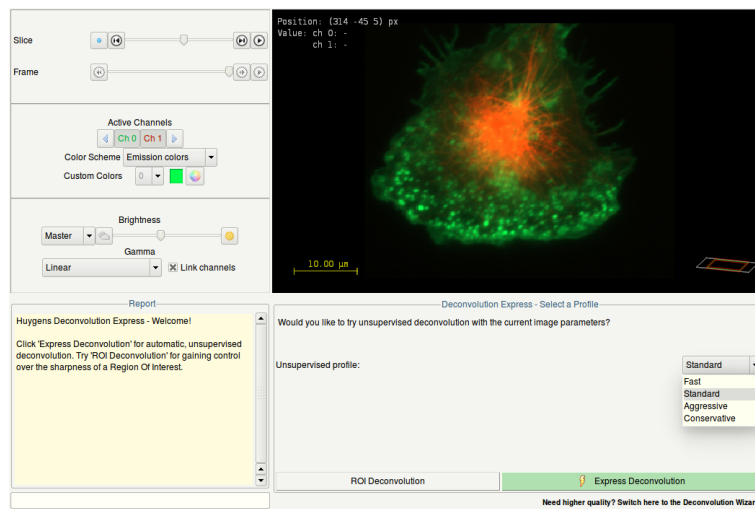 Slice
Frame
Active Channels
Ch 0 Ch 1
Color Scheme Emission colors
Custom Colors 0
Brightness
Master
Gamma
Linear Link channels
Position: (314 -45 5) px
Value: ch 0: -
ch 1: -
10.00 µm
Report
Huygens Deconvolution Express - Welcome!
Click 'Express Deconvolution' for automatic, unsupervised
deconvolution. Try 'ROI Deconvolution' for gaining control
over the sharpness of a Region Of Interest.
Deconvolution Express - Select a Profile
Would you like to try unsupervised deconvolution with the current image parameters?
Unsupervised profile: Standard
Fast
Standard
Aggressive
Conservative
ROI Deconvolution Express Deconvolution
Need higher quality? Switch here to the Deconvolution Wizar